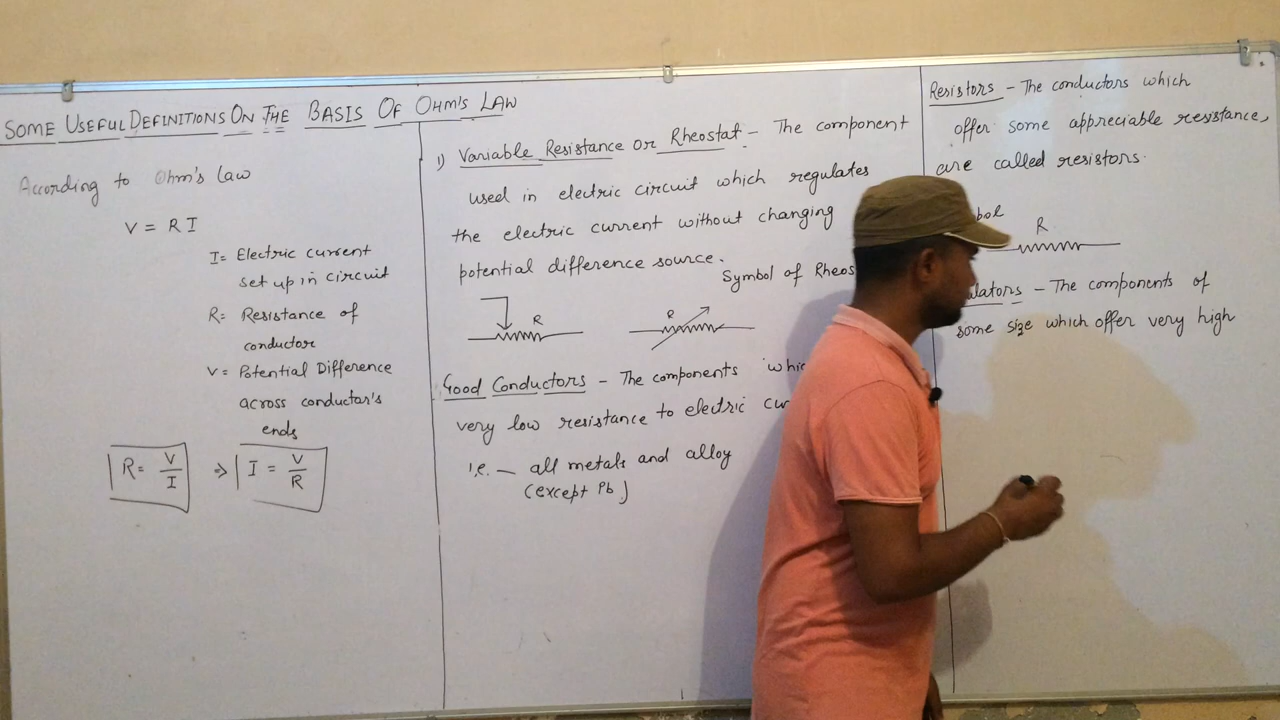 SOME USEFUL DEFINITIONS ON THE BASIS OF OHM'S LAW
According to Ohm's Law
V = R I
I = Electric current
set up in circuit
R = Resistance of
conductor
V = Potential Difference
across conductor's
ends
R = V/I ⇒ I = V/R
1) Variable Resistance Or Rheostat - The component
used in electric circuit which regulates
the electric current without changing
potential difference source.
Symbol of Rheos
R
R
Good Conductors - The components whic
very low resistance to electric cu
i.e. - all metals and alloy
(except Pb)
Resistors - The conductors which
offer some appreciable resistance,
are called resistors.
bol
R
ulators - The components of
some size which offer very high